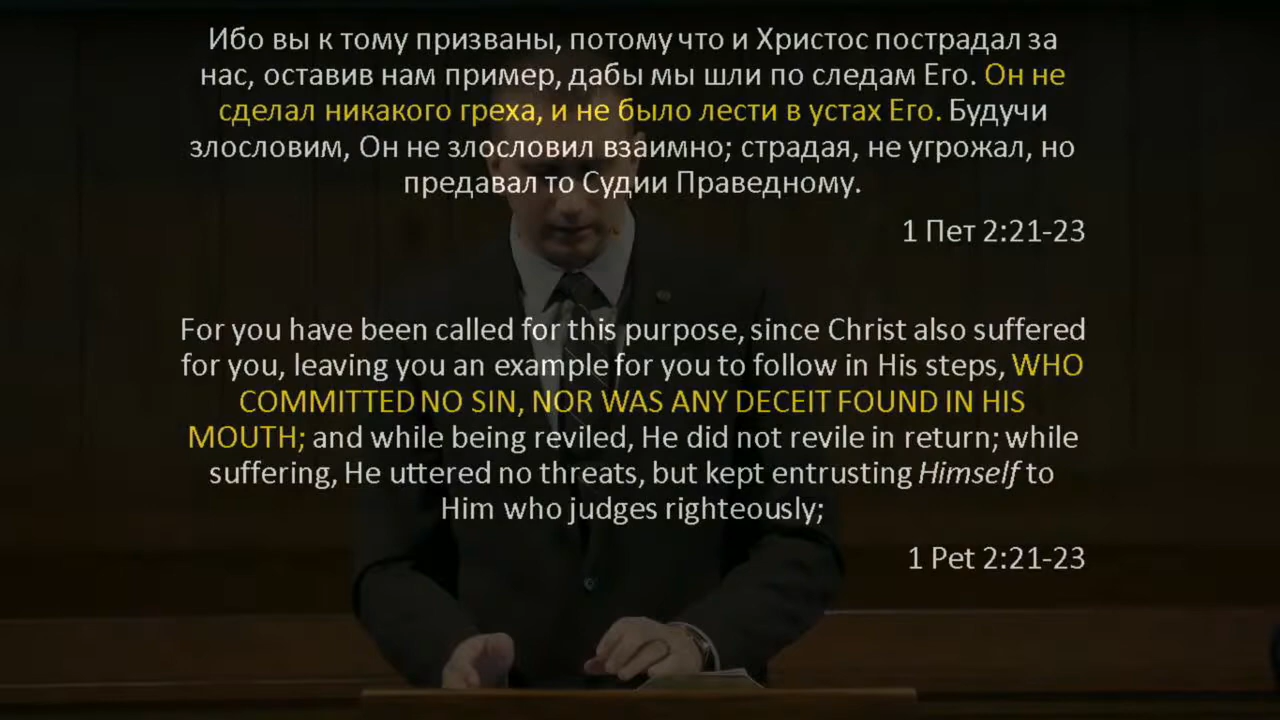 Ибо вы к тому призваны, потому что и Христос пострадал за
нас, оставив нам пример, дабы мы шли по следам Его. Он не
сделал никакого греха, и не было лести в устах Его. Будучи
злословим, Он не злословил взаимно; страдая, не угрожал, но
предавал то Судии Праведному.
1 Пет 2:21-23
For you have been called for this purpose, since Christ also suffered
for you, leaving you an example for you to follow in His steps, WHO
COMMITTED NO SIN, NOR WAS ANY DECEIT FOUND IN HIS
MOUTH; and while being reviled, He did not revile in return; while
suffering, He uttered no threats, but kept entrusting Himself to
Him who judges righteously;
1 Pet 2:21-23